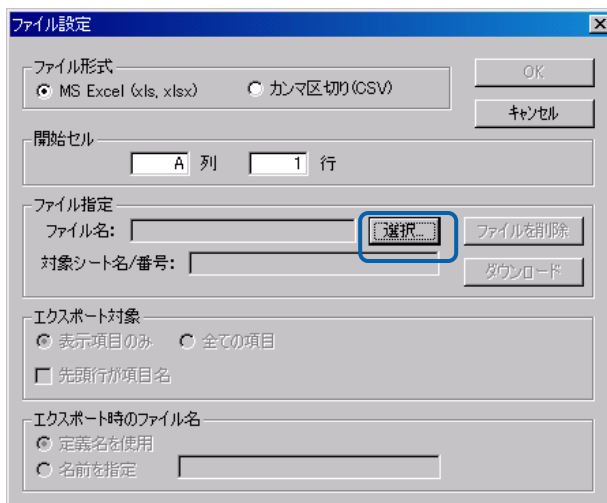 ファイル設定
ファイル形式
MS Excel (xls, xlsx)
カンマ区切り(CSV)
OK
キャンセル
開始セル
A 列 1 行
ファイル指定
ファイル名:
選択...
ファイルを削除
対象シート名/番号:
ダウンロード
エクスポート対象
表示項目のみ
全ての項目
先頭行が項目名
エクスポート時のファイル名
定義名を使用
名前を指定